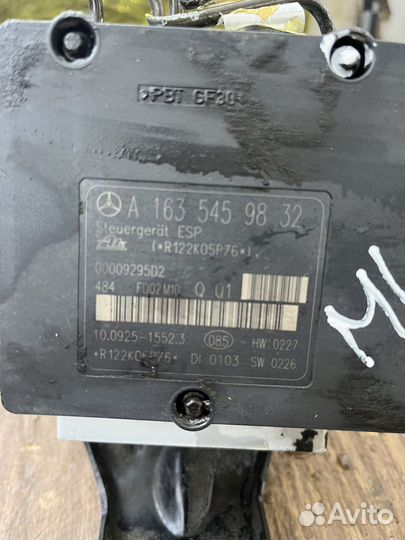 >PBT GF30<
A 163 545 98 32
Steuergerät ESP
(*R122K05P76*).
00009295D2
484 FD02M10 Q 01
10.0925-1552.3 085 HW 0227
*R122K05P76* DI 0103 SW 0226
ML
Avito